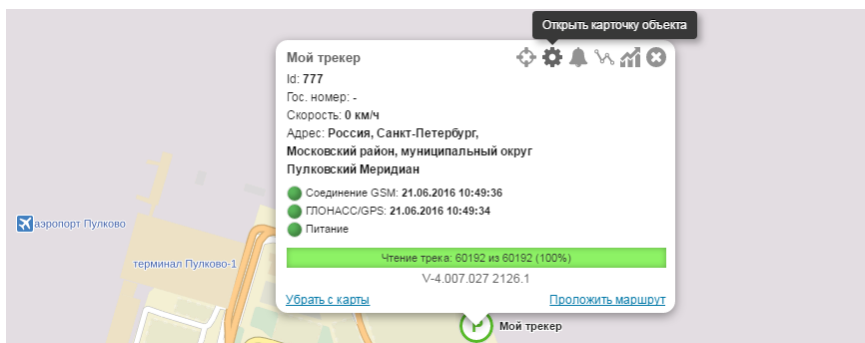 Открыть карточку объекта
Мой трекер
Id: 777
Гос. номер: -
Скорость: 0 км/ч
Адрес: Россия, Санкт-Петербург,
Московский район, муниципальный округ
Пулковский Меридиан
Соединение GSM: 21.06.2016 10:49:36
ГЛОНАСС/GPS: 21.06.2016 10:49:34
Питание
Чтение трека: 60192 из 60192 (100%)
V-4.007.027 2126.1
Убрать с карты Проложить маршрут
аэропорт Пулково
терминал Пулково-1
P Мой трекер